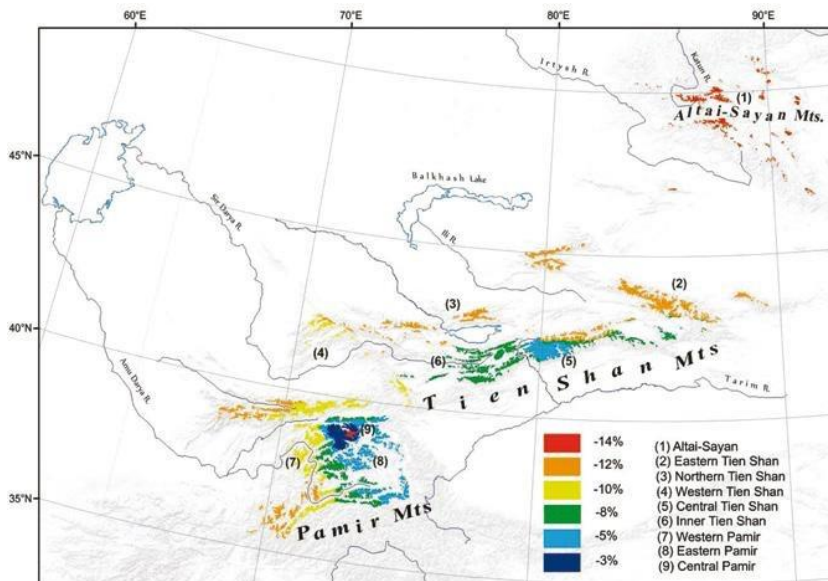 60°E 70°E 80°E 90°E
Irtysh R.
Katun R.
(1)
Altai-Sayan Mts.
45°N
Balkhash Lake
Sir Darya R.
Ili R.
(2)
(3)
40°N
(4)
(6)
(5)
Tien Shan Mts
Amu Darya R.
Tarim R.
(9)
(7)
(8)
35°N
Pamir Mts
-14%
-12%
-10%
-8%
-5%
-3%
(1) Altai-Sayan
(2) Eastern Tien Shan
(3) Northern Tien Shan
(4) Western Tien Shan
(5) Central Tien Shan
(6) Inner Tien Shan
(7) Western Pamir
(8) Eastern Pamir
(9) Central Pamir